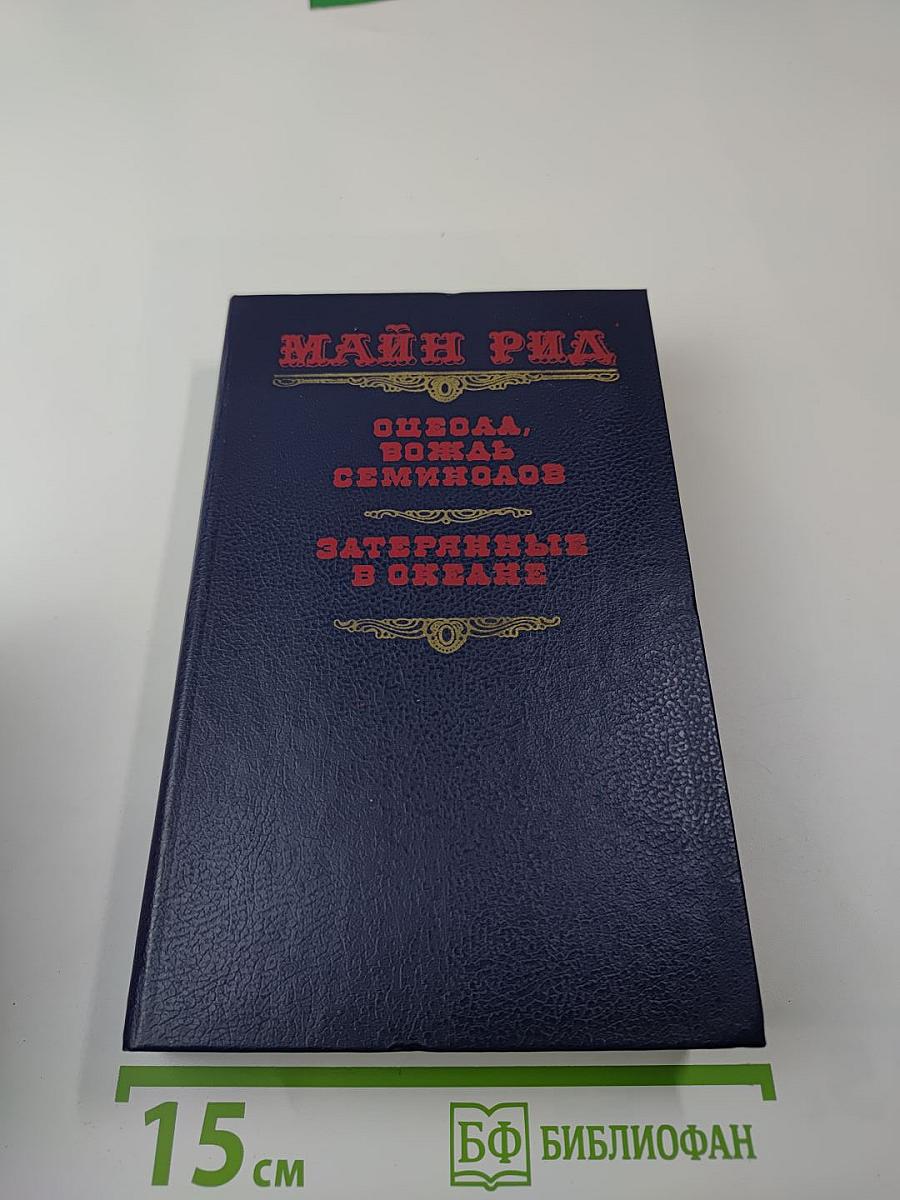 МАЙН РИД
ОЦЕОЛА,
ВОЖДЬ
СЕМИНОЛОВ
ЗАТЕРЯННЫЕ
В ОКЕАНЕ
15 см
БФ БИБЛИОФАН